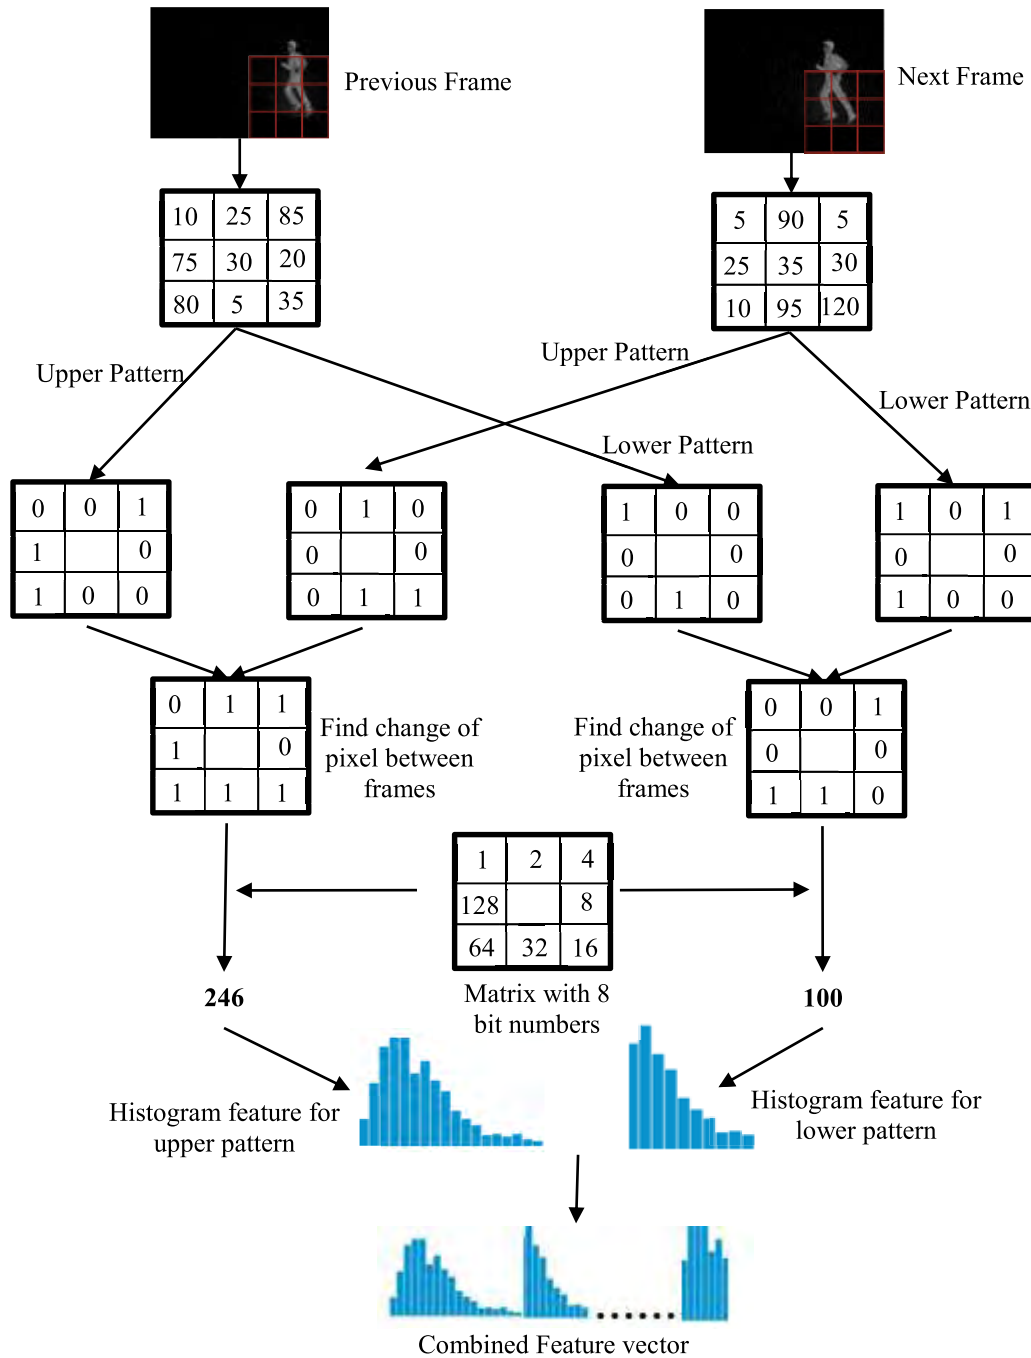 Previous Frame
Next Frame
10 25 85
75 30 20
80 5 35
5 90 5
25 35 30
10 95 120
Upper Pattern
Upper Pattern
Lower Pattern
Lower Pattern
0 0 1
1 0
1 0 0
0 1 0
0 0
0 1 1
1 0 0
0 0
0 1 0
1 0 1
0 0
1 0 0
0 1 1
1 0
1 1 1
Find change of
pixel between
frames
Find change of
pixel between
frames
0 0 1
0 0
1 1 0
1 2 4
128 8
64 32 16
246
Matrix with 8
bit numbers
100
Histogram feature for
upper pattern
Histogram feature for
lower pattern
Combined Feature vector